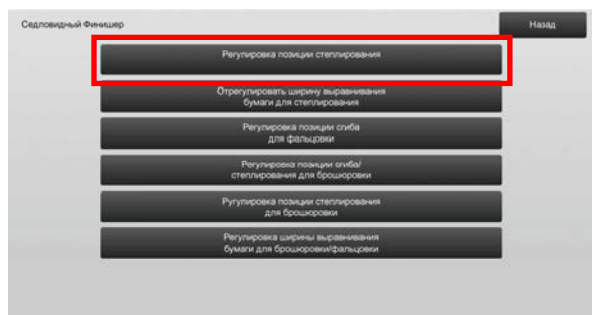 Седловидный Финишер
Назад
Регулировка позиции степлирования
Отрегулировать ширину выравнивания
бумаги для степлирования
Регулировка позиции сгиба
для фальцовки
Регулировка позиции сгиба/
степлирования для брошюровки
Ругулировка позиции степлирования
для брошюровки
Регулировка ширины выравнивания
бумаги для брошюровки/фальцовки